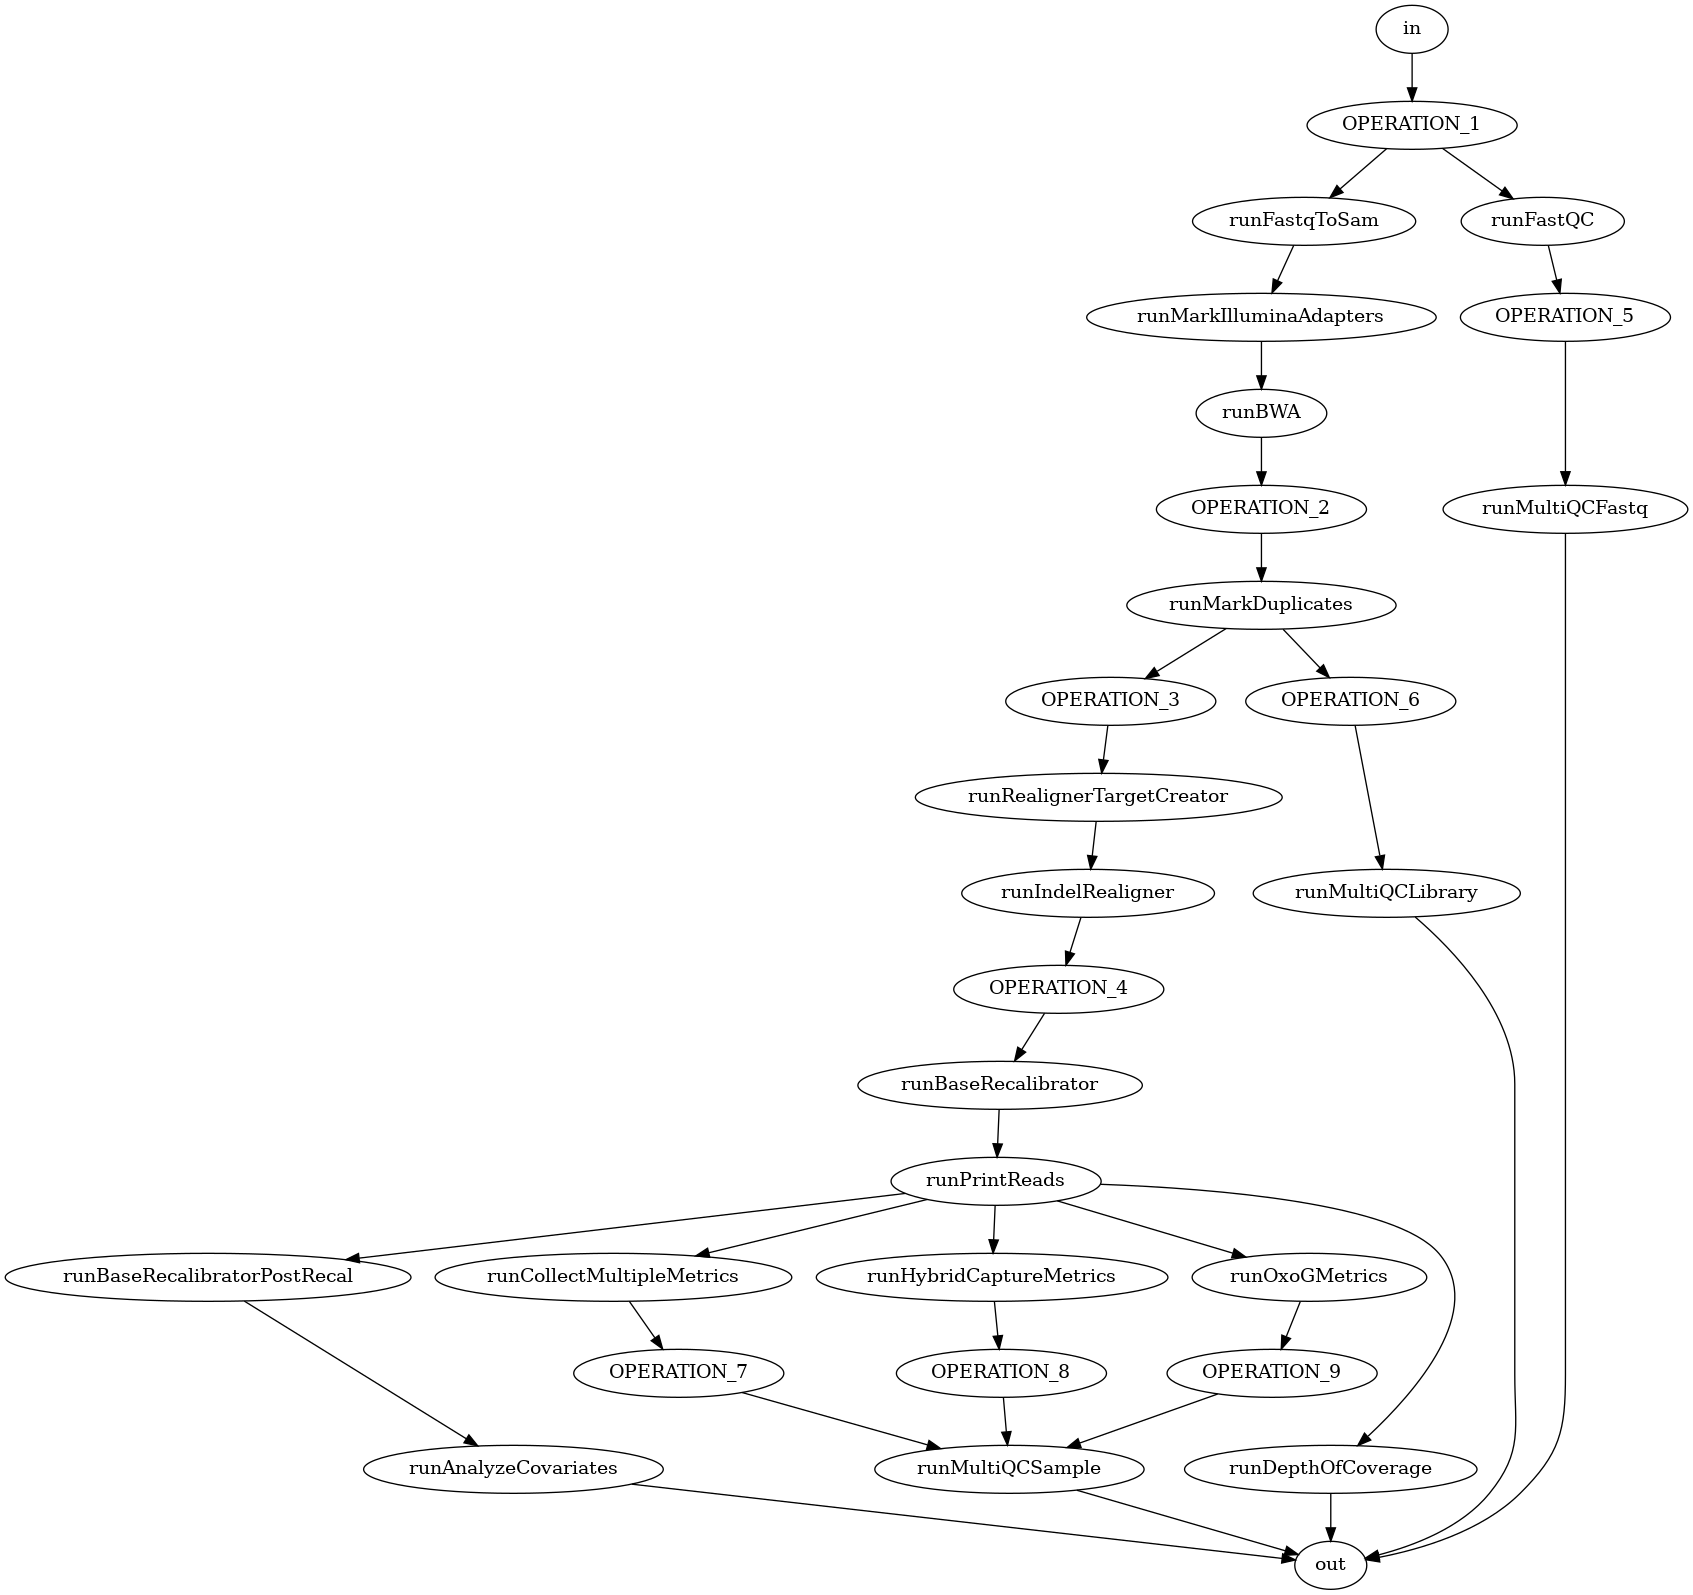 in
OPERATION_1
runFastqToSam
runFastQC
runMarkIlluminaAdapters
OPERATION_5
runBWA
OPERATION_2
runMultiQCFastq
runMarkDuplicates
OPERATION_3
OPERATION_6
runRealignerTargetCreator
runIndelRealigner
runMultiQCLibrary
OPERATION_4
runBaseRecalibrator
runPrintReads
runBaseRecalibratorPostRecal
runCollectMultipleMetrics
runHybridCaptureMetrics
runOxoGMetrics
OPERATION_7
OPERATION_8
OPERATION_9
runAnalyzeCovariates
runMultiQCSample
runDepthOfCoverage
out